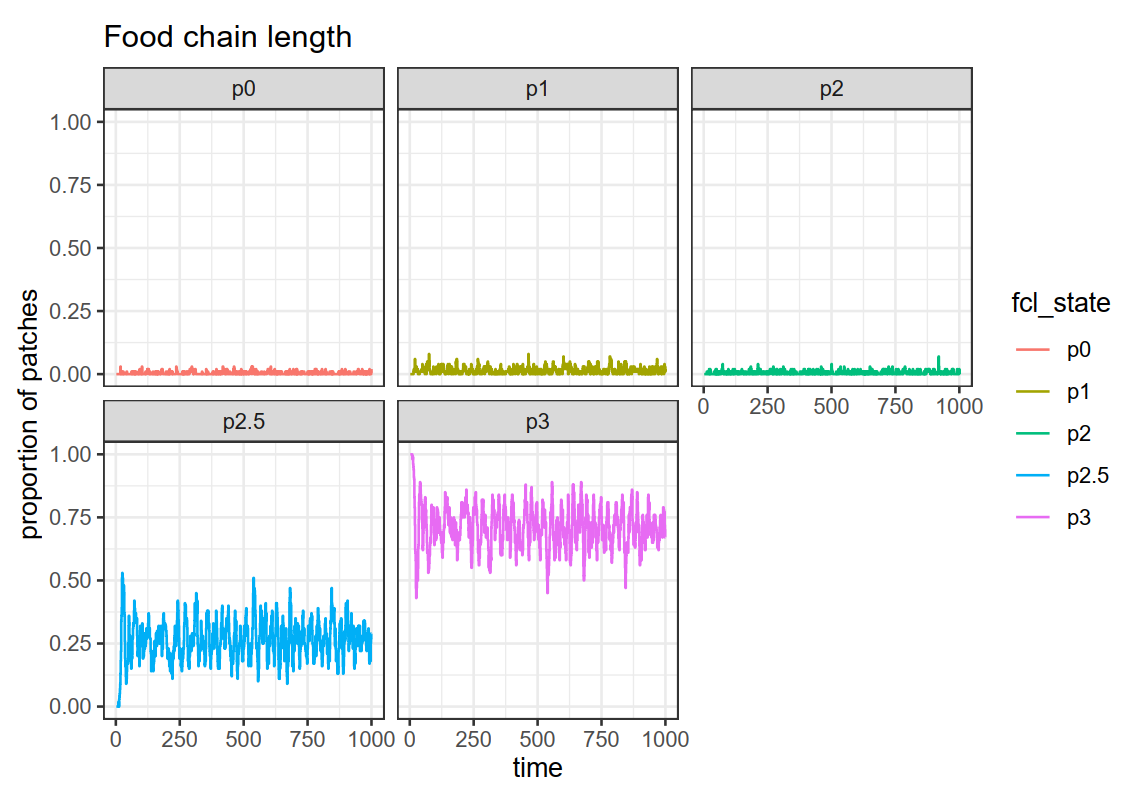 Food chain length
p0 p1 p2
1.00
0.75
0.50
0.25
0.00
0 250 500 750 1000
p2.5 p3
1.00
0.75
0.50
0.25
0.00
0 250 500 750 1000 0 250 500 750 1000
time
proportion of patches
fcl_state
p0
p1
p2
p2.5
p3